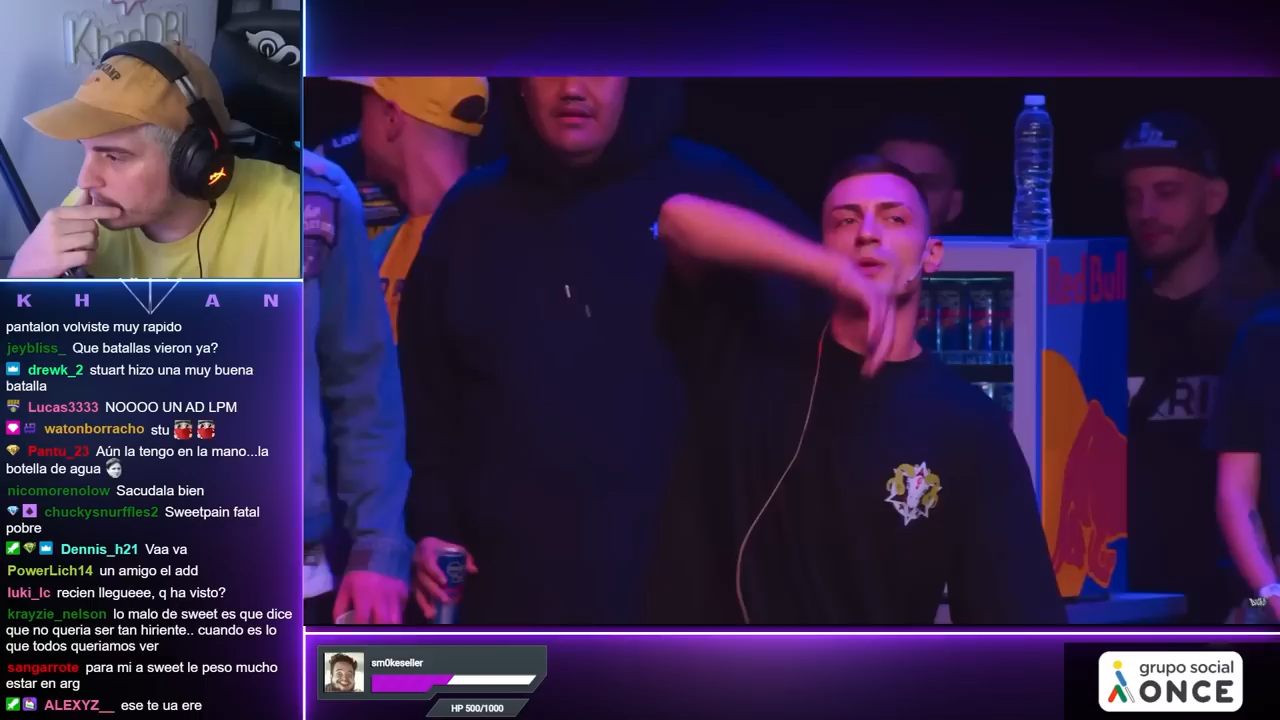 KhanDBL
K H A N
pantalon volviste muy rapido
jeybliss_ Que batallas vieron ya?
drewk_2 stuart hizo una muy buena
batalla
Lucas3333 NOOOO UN AD LPM
watonborracho stu
Pantu_23 Aún la tengo en la mano...la
botella de agua
nicomorenolow Sacudala bien
chuckysnurffles2 Sweetpain fatal
pobre
Dennis_h21 Vaa va
PowerLich14 un amigo el add
luki_lc recien llegueee, q ha visto?
krayzie_nelson lo malo de sweet es que dice
que no queria ser tan hiriente.. cuando es lo
que todos queriamos ver
sangarrote para mi a sweet le peso mucho
estar en arg
ALEXYZ__ ese te ua ere
Red Bull
sm0keseller
HP 500/1000
grupo social
ONCE